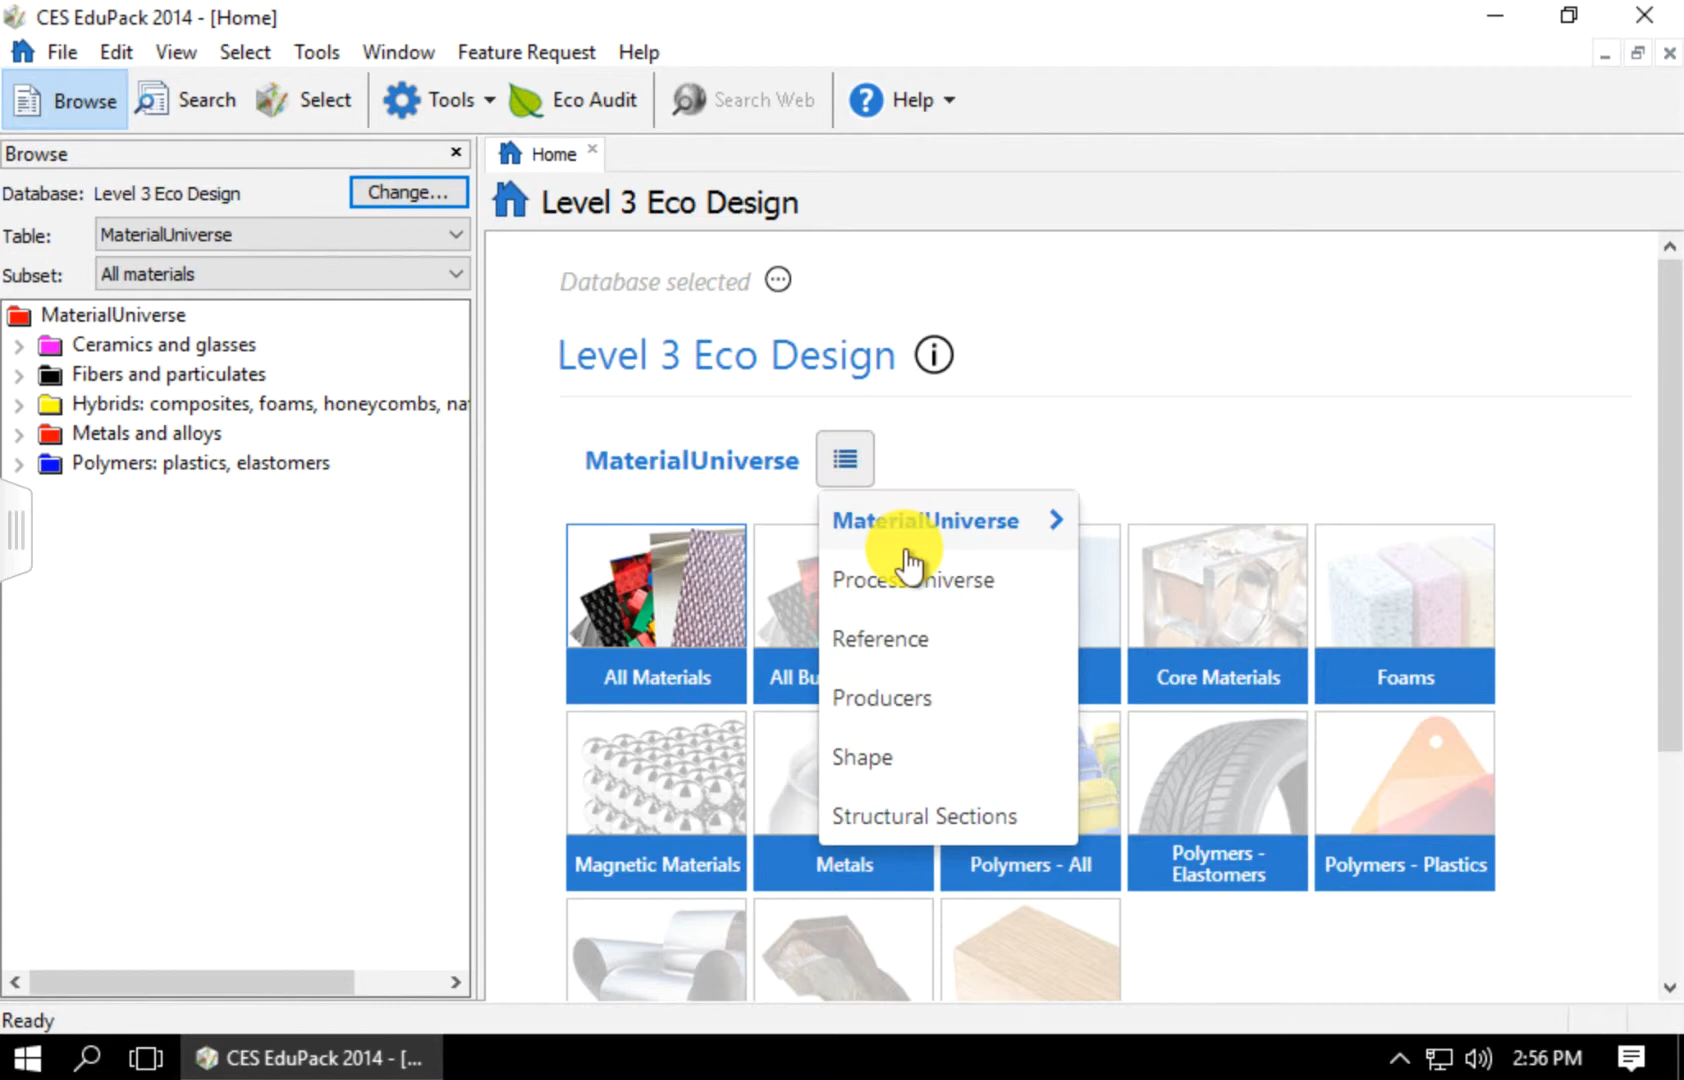 CES EduPack 2014 - [Home]
File Edit View Select Tools Window Feature Request Help
Browse Search Select Tools Eco Audit Search Web Help
Browse
Database: Level 3 Eco Design Change...
Table: MaterialUniverse
Subset: All materials
MaterialUniverse
Ceramics and glasses
Fibers and particulates
Hybrids: composites, foams, honeycombs, na
Metals and alloys
Polymers: plastics, elastomers
Home
Level 3 Eco Design
Database selected
Level 3 Eco Design
MaterialUniverse
MaterialUniverse
ProcessUniverse
Reference
Producers
Shape
Structural Sections
All Materials
All Bu
Core Materials
Foams
Magnetic Materials
Metals
Polymers - All
Polymers -
Elastomers
Polymers - Plastics
Ready
CES EduPack 2014 - [...
2:56 PM